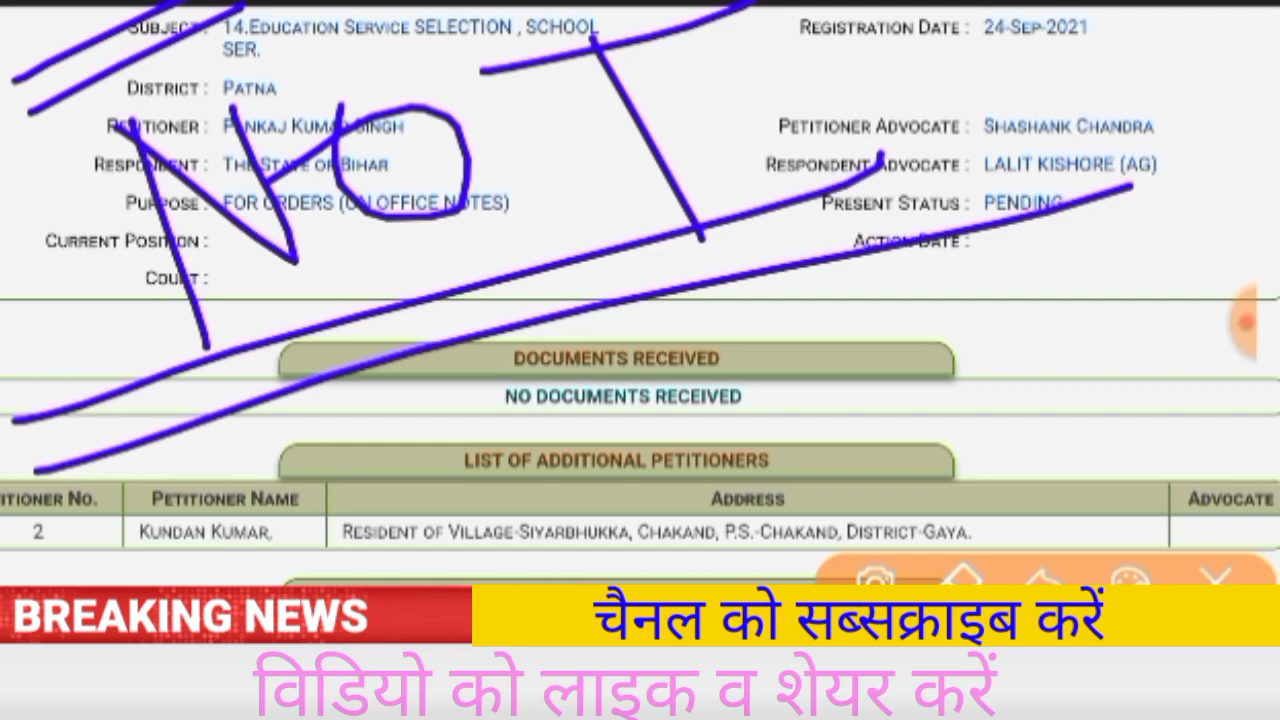 SUBJECT : 14.EDUCATION SERVICE SELECTION , SCHOOL SER.
REGISTRATION DATE : 24-SEP-2021
DISTRICT : PATNA
PETITIONER : PANKAJ KUMAR SINGH
PETITIONER ADVOCATE : SHASHANK CHANDRA
RESPONDENT : THE STATE OF BIHAR
RESPONDENT ADVOCATE : LALIT KISHORE (AG)
PURPOSE : FOR ORDERS (ON OFFICE NOTES)
PRESENT STATUS : PENDING
CURRENT POSITION :
ACTION DATE :
COURT :
NOT
DOCUMENTS RECEIVED
NO DOCUMENTS RECEIVED
LIST OF ADDITIONAL PETITIONERS
ITIONER NO. PETITIONER NAME ADDRESS ADVOCATE
2 KUNDAN KUMAR, RESIDENT OF VILLAGE-SIYARBHUKKA, CHAKAND, P.S.-CHAKAND, DISTRICT-GAYA.
BREAKING NEWS
चैनल को सब्सक्राइब करें
विडियो को लाइक व शेयर करें